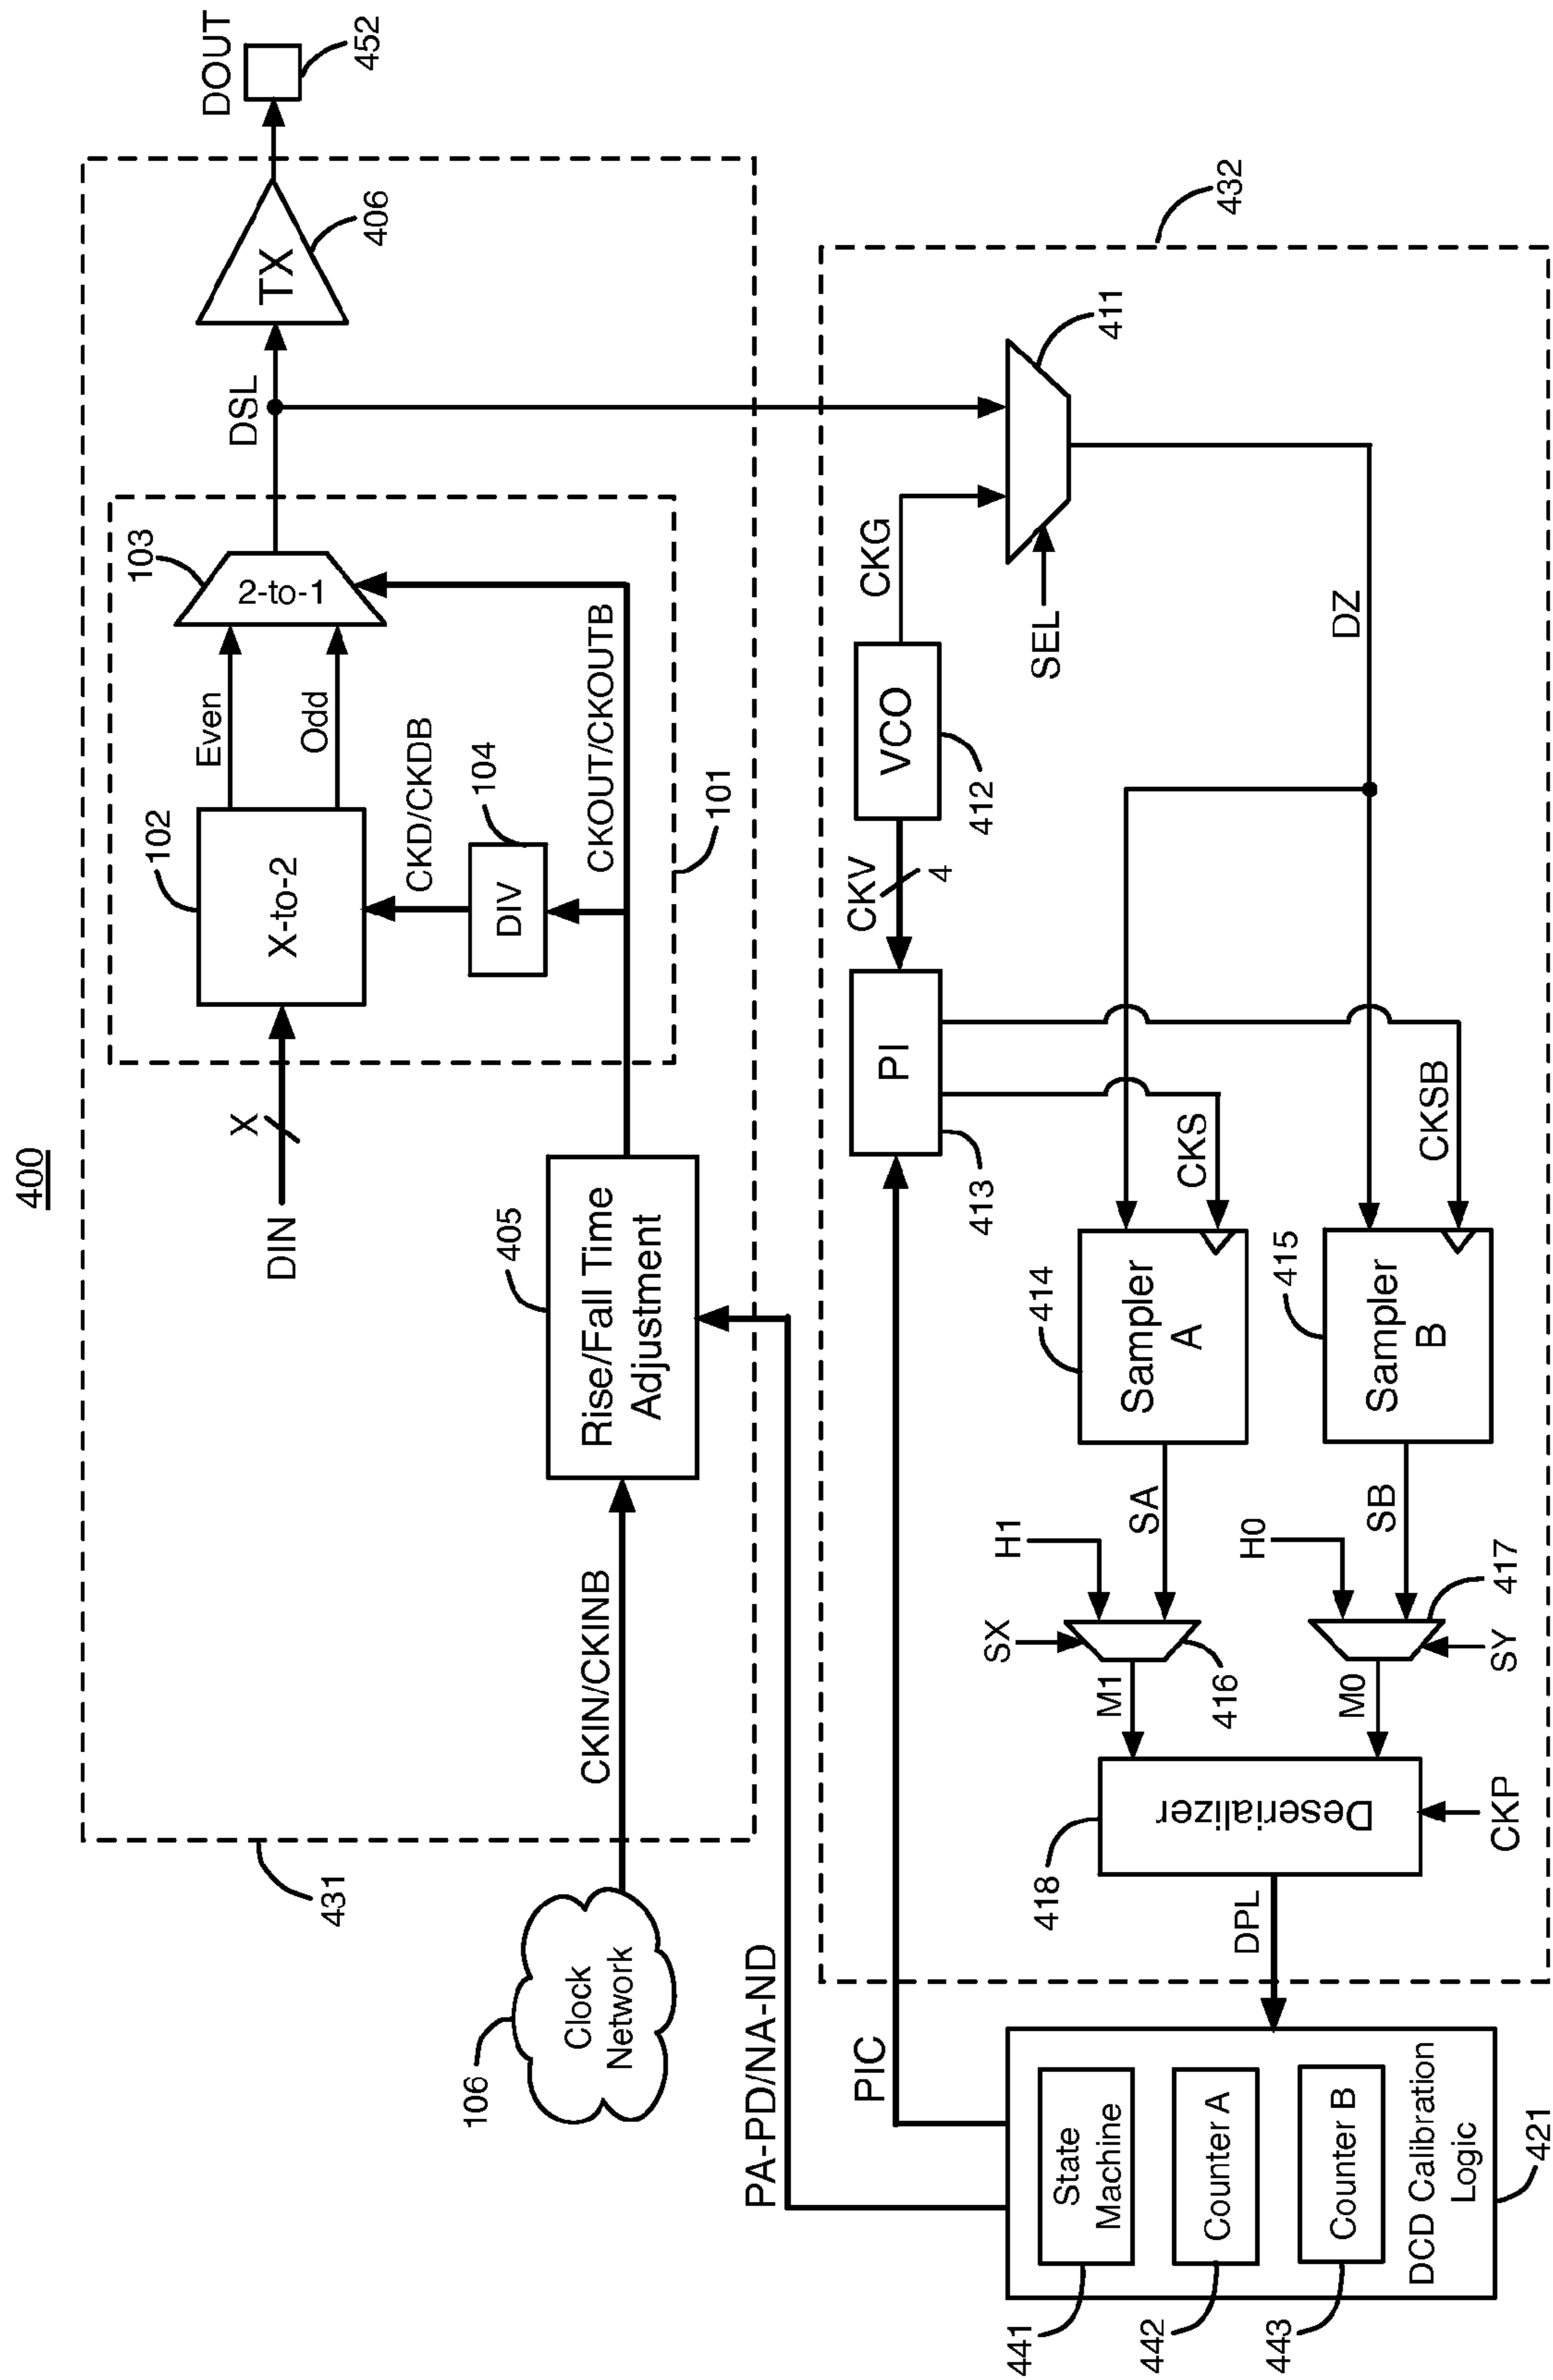 400
DIN
X
102
X-to-2
Even
Odd
103
2-to-1
DSL
TX
406
DOUT
452
CKD/CKDB
104
DIV
CKOUT/CKOUTB
101
405
Rise/Fall Time
Adjustment
431
CKIN/CKINB
106
Clock
Network
PA-PD/NA-ND
PIC
PI
413
CKV
4
VCO
412
CKG
SEL
411
432
DZ
CKS
CKSB
414
Sampler
A
415
Sampler
B
SA
SB
H1
H0
SX
SY
416
417
M1
M0
418
Deserializer
CKP
DPL
State
Machine
Counter A
Counter B
DCD Calibration
Logic
441
442
443
421